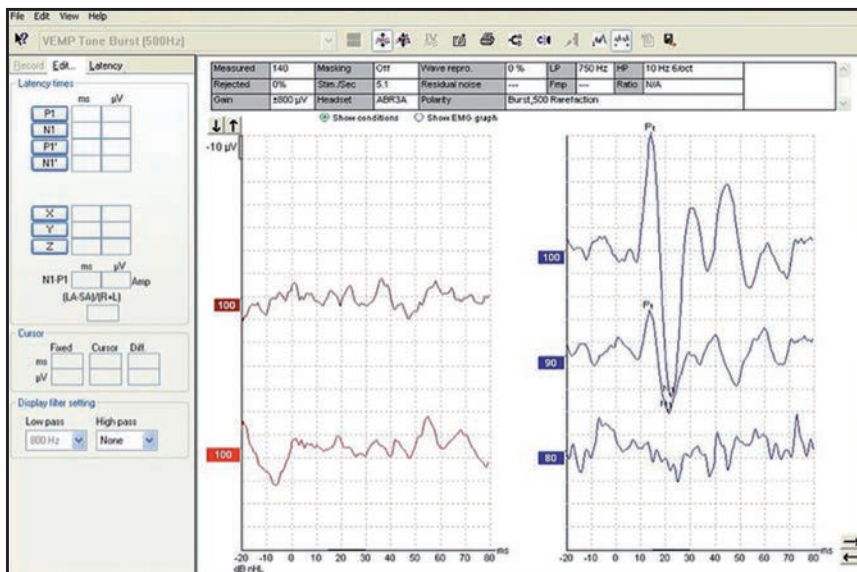 File Edit View Help
VEMP Tone Burst [500Hz]
Record Edit... Latency
Latency times
ms µV
P1
N1
P1'
N1'
X
Y
Z
ms µV
N1-P1 Amp
(LA-SA)/(R+L)
Cursor
Fixed Cursor Diff.
ms
µV
Display filter setting
Low pass High pass
800 Hz None
Measured 140 Masking Off Wave repro. 0 % LP 750 Hz HP 10 Hz 6/oct
Rejected 0% Stim./Sec 5.1 Residual noise --- Fmp --- Ratio N/A
Gain ±800 µV Headset ABR3A Polarity Burst,500 Rarefaction
Show conditions Show EMG graph
-10 µV
100
100
-20 -10 0 10 20 30 40 50 60 70 80 ms
dB nHL
P1
100
P1
90
80
-20 -10 0 10 20 30 40 50 60 70 80 ms